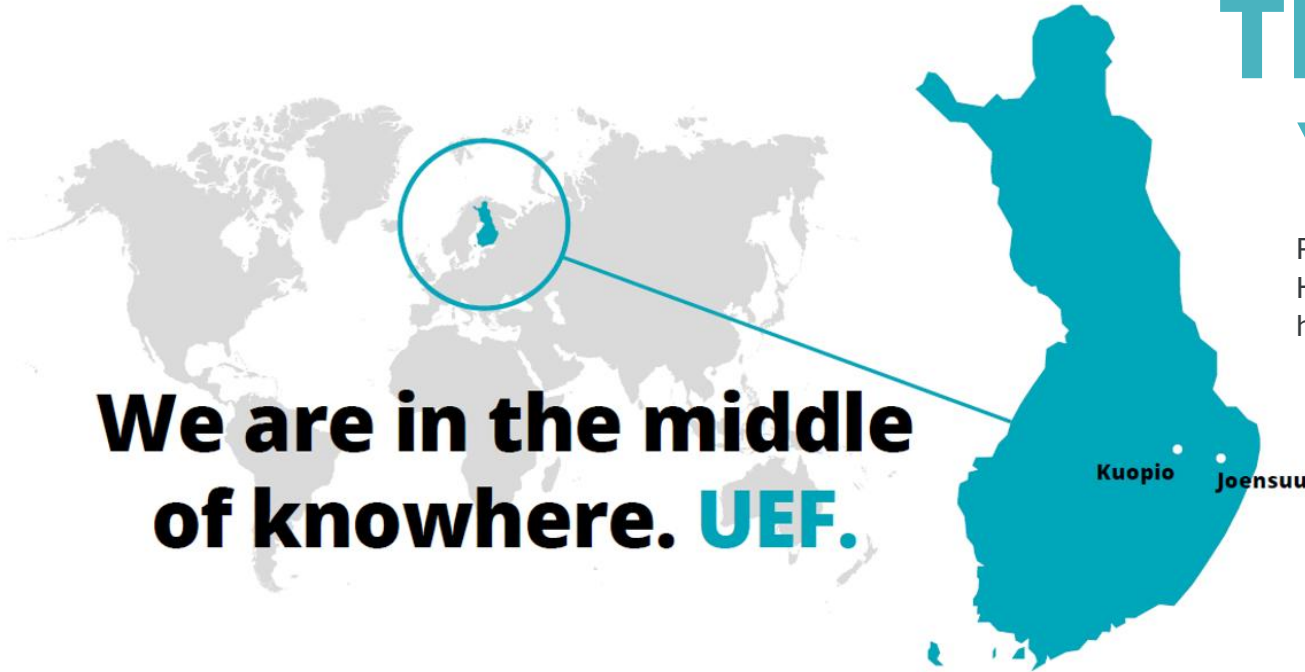 We are in the middle
of knowhere. UEF.
Kuopio
Joensuu